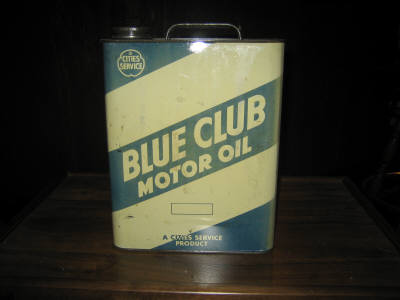 CITIES
SERVICE
BLUE CLUB
MOTOR OIL
A CITIES SERVICE
PRODUCT